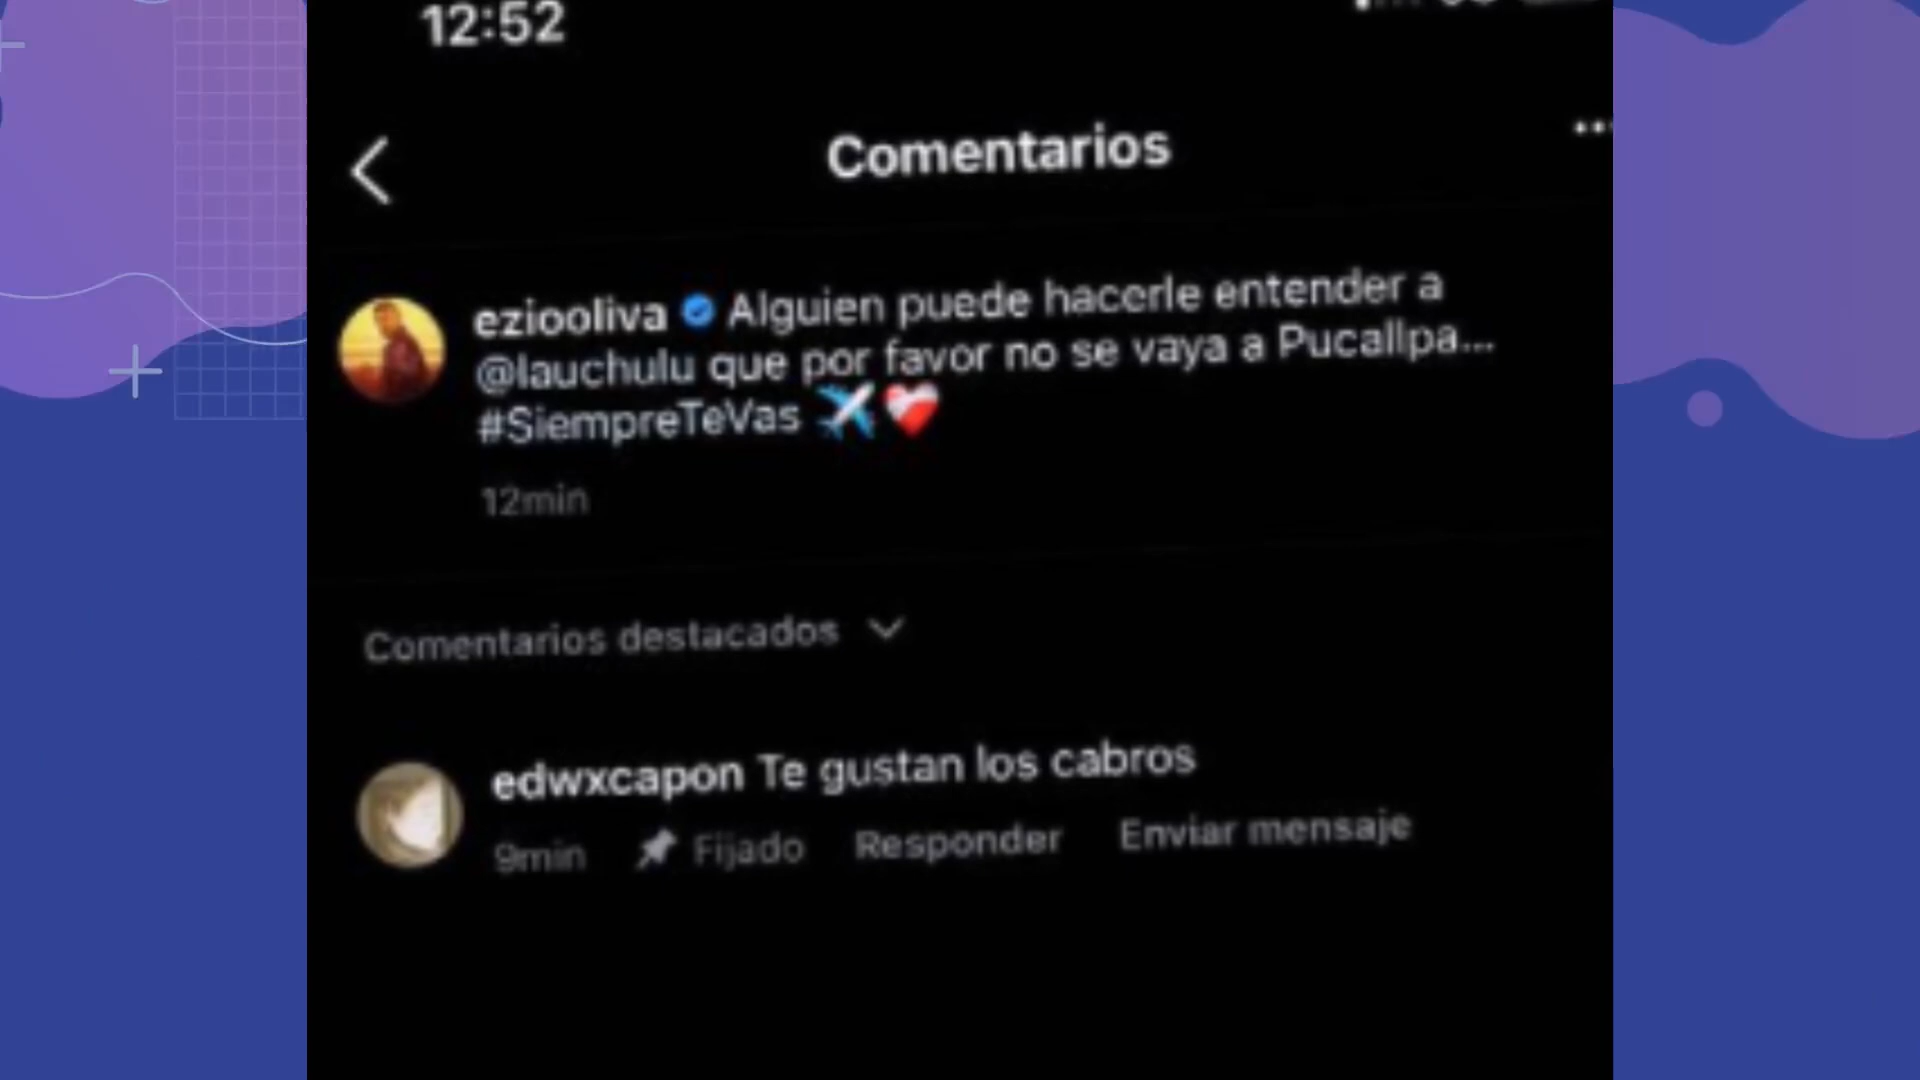 12:52
Comentarios
eziooliva Alguien puede hacerle entender a
@lauchulu que por favor no se vaya a Pucallpa...
#SiempreTeVas ✈️❤️‍🩹
12min
Comentarios destacados
edwxcapon Te gustan los cabros
9min Fijado Responder Enviar mensaje